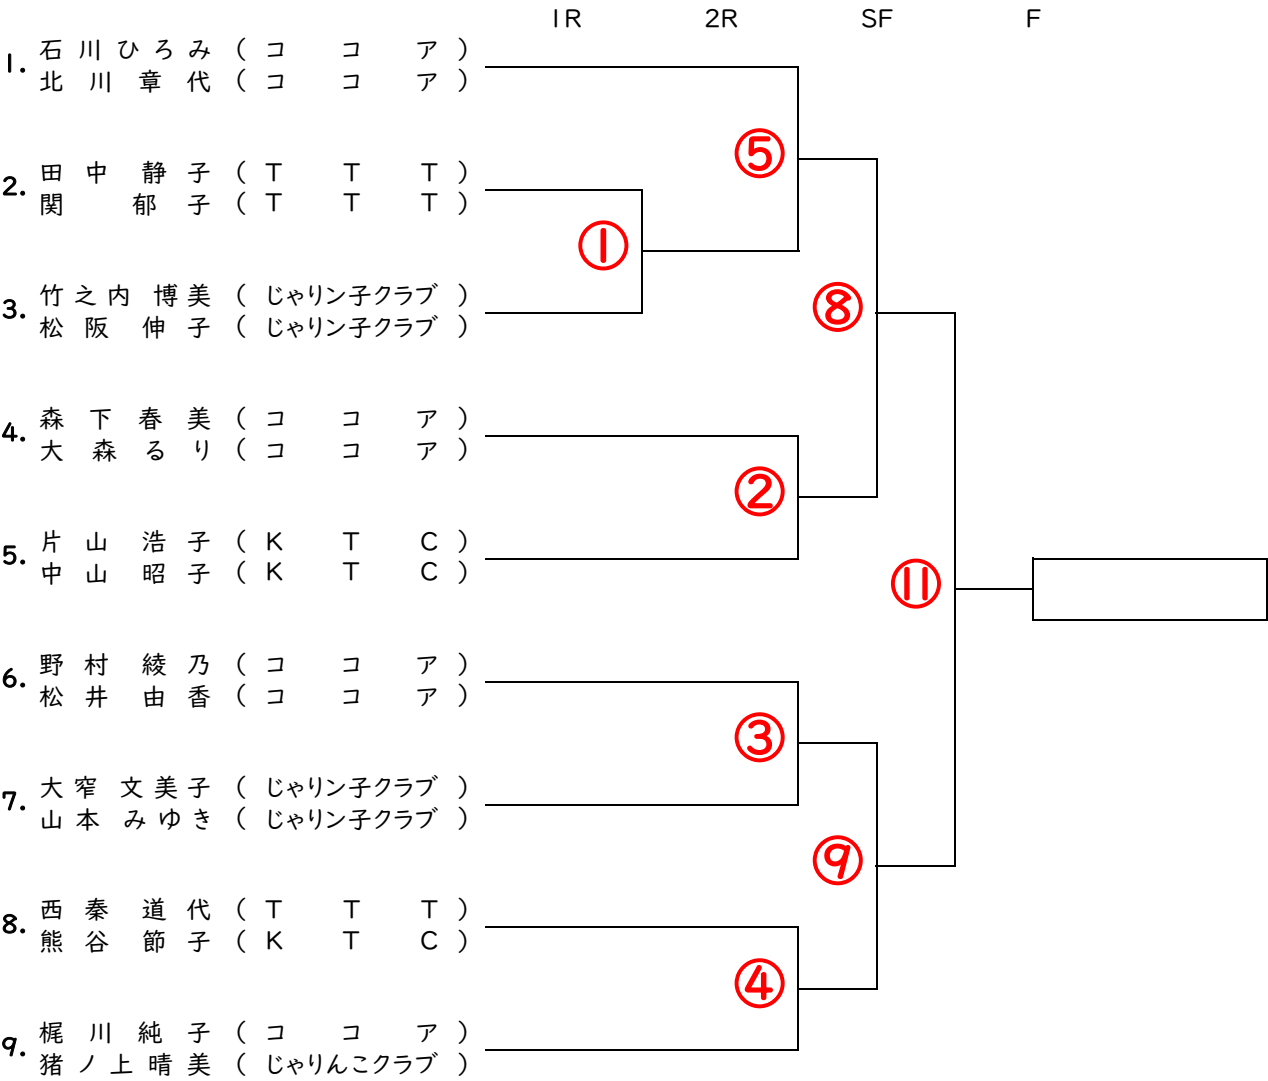 1R 2R SF F
1. 石川ひろみ ( コ コ ア )
北川章代 ( コ コ ア )
⑤
2. 田中静子 ( T T T )
関郁子 ( T T T )
①
3. 竹之内博美 ( じゃりン子クラブ )
松阪伸子 ( じゃりン子クラブ )
⑧
4. 森下春美 ( コ コ ア )
大森るり ( コ コ ア )
②
5. 片山浩子 ( K T C )
中山昭子 ( K T C )
⑪
6. 野村綾乃 ( コ コ ア )
松井由香 ( コ コ ア )
③
7. 大窄文美子 ( じゃりン子クラブ )
山本みゆき ( じゃりン子クラブ )
⑨
8. 西秦道代 ( T T T )
熊谷節子 ( K T C )
④
9. 梶川純子 ( コ コ ア )
猪ノ上晴美 ( じゃりんこクラブ )